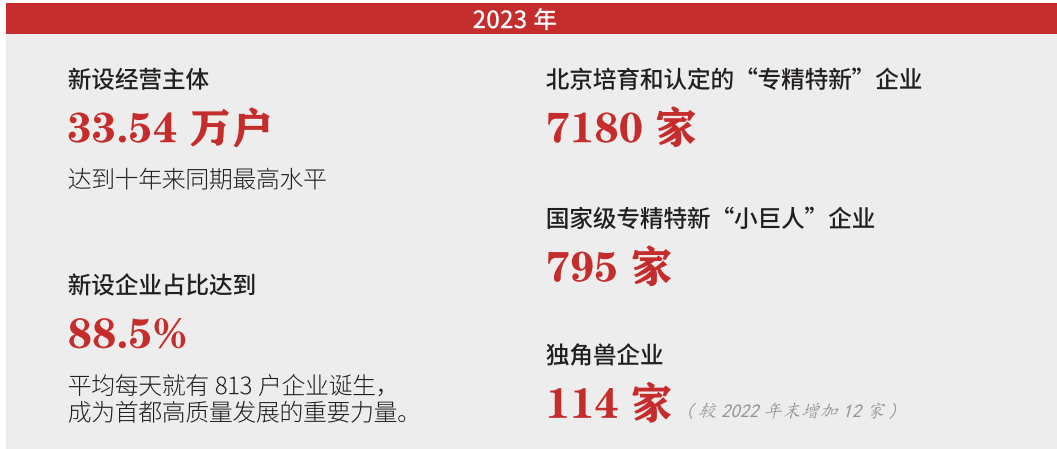 2023 年
新设经营主体
33.54 万户
达到十年来同期最高水平
新设企业占比达到
88.5%
平均每天就有 813 户企业诞生，
成为首都高质量发展的重要力量。
北京培育和认定的“专精特新”企业
7180 家
国家级专精特新“小巨人”企业
795 家
独角兽企业
114 家（较 2022 年末增加 12 家）